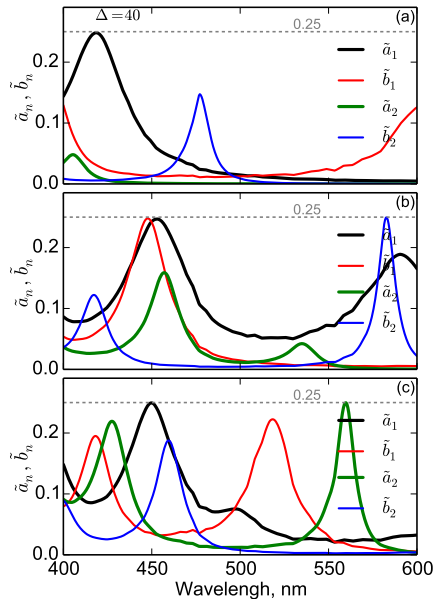 Δ=40
(a)
0.25
ã₁
b̃₁
ã₂
b̃₂
0.2
0.1
0.0
ãₙ, b̃ₙ
(b)
0.25
ã₁
b̃₁
ã₂
b̃₂
0.2
0.1
0.0
ãₙ, b̃ₙ
(c)
0.25
ã₁
b̃₁
ã₂
b̃₂
0.2
0.1
0.0
ãₙ, b̃ₙ
400 450 500 550 600
Wavelengh, nm